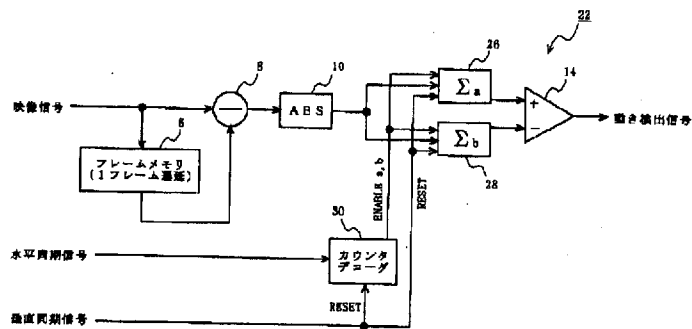 22
26
8
10
14
Σa
映像信号
−
ABS
+
−
動き検出信号
6
Σb
フレームメモリ
(1フレーム遅延)
28
ENABLE a,b
RESET
30
水平同期信号
カウンタ
デコーダ
RESET
垂直同期信号